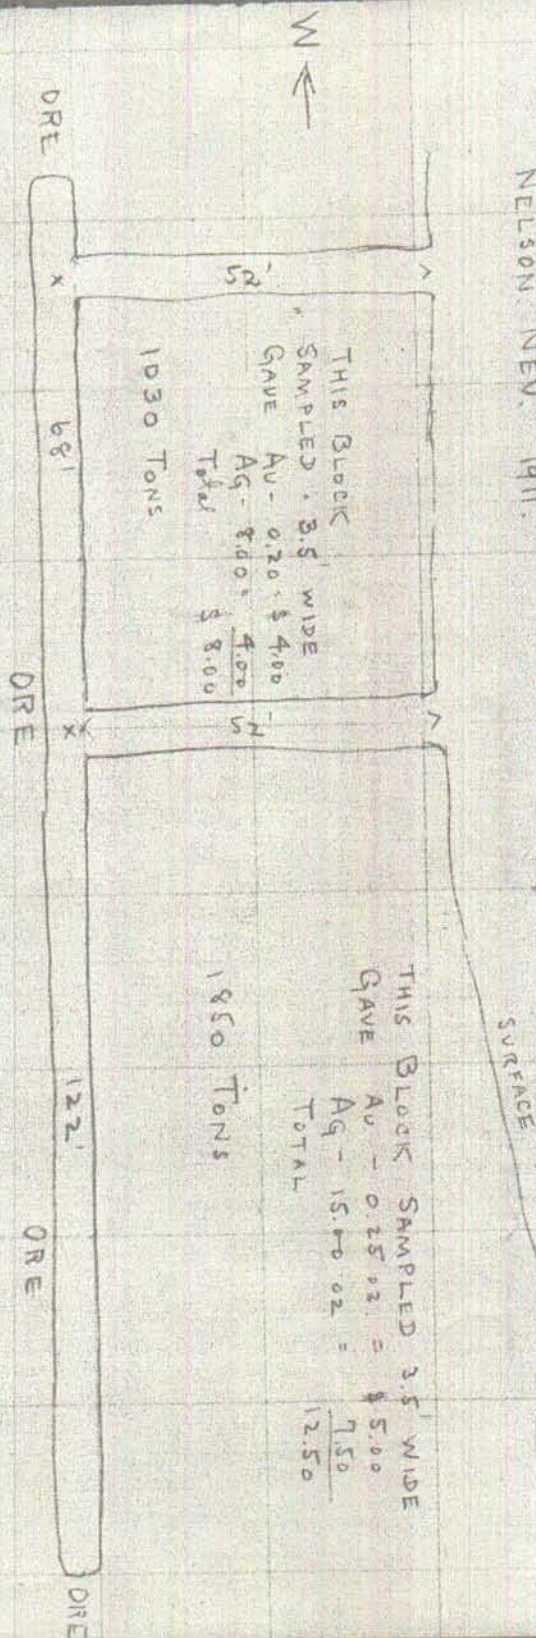 NELSON NEV. 1911.
SURFACE
W
52'
THIS BLOCK
SAMPLED. 3.5' WIDE
GAVE AU - 0.20 = $ 4.00
AG - 8.00 = 4.00
Total $ 8.00
1030 TONS
52'
THIS BLOCK SAMPLED 3.5' WIDE
GAVE AU - 0.25 oz. = $ 5.00
AG - 15.00 oz = 7.50
TOTAL 12.50
1850 TONS
ORE
X
68'
X
122'
ORE
ORE
ORE